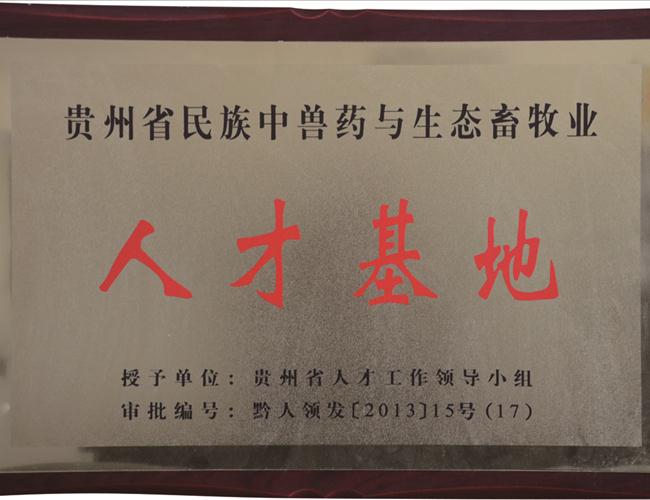 贵州省民族中兽药与生态畜牧业
人才基地
授予单位：贵州省人才工作领导小组
审批编号：黔人领发[2013]15号(17)